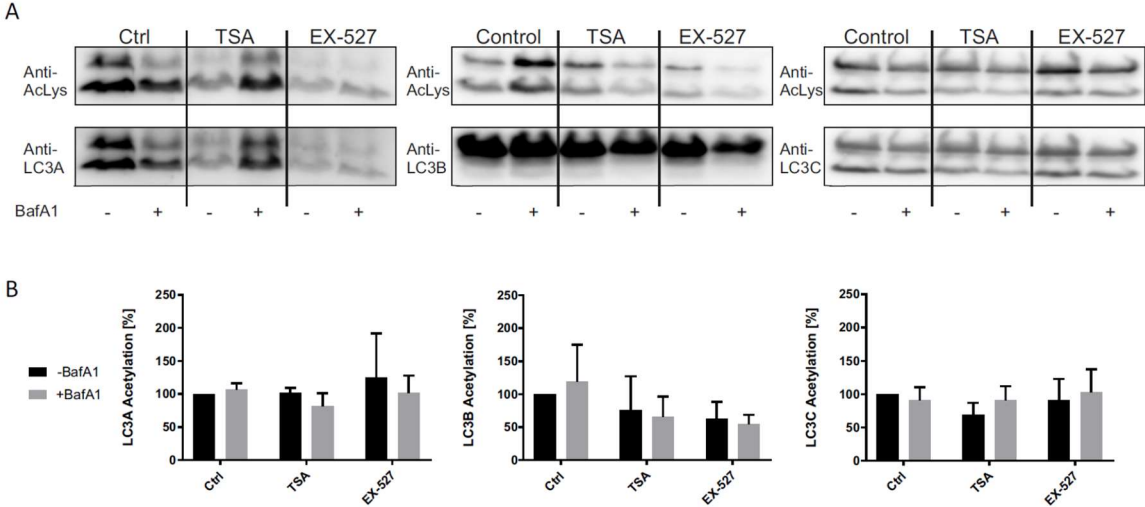 A
Ctrl TSA EX-527
Control TSA EX-527
Control TSA EX-527
Anti-
AcLys
Anti-
AcLys
Anti-
AcLys
Anti-
LC3A
Anti-
LC3B
Anti-
LC3C
BafA1 - + - + - + - + - + - + - + - + - +
B
-BafA1
+BafA1
LC3A Acetylation [%]
250
200
150
100
50
0
Ctrl
TSA
EX-527
LC3B Acetylation [%]
250
200
150
100
50
0
Ctrl
TSA
EX-527
LC3C Acetylation [%]
250
200
150
100
50
0
Ctrl
TSA
EX-527